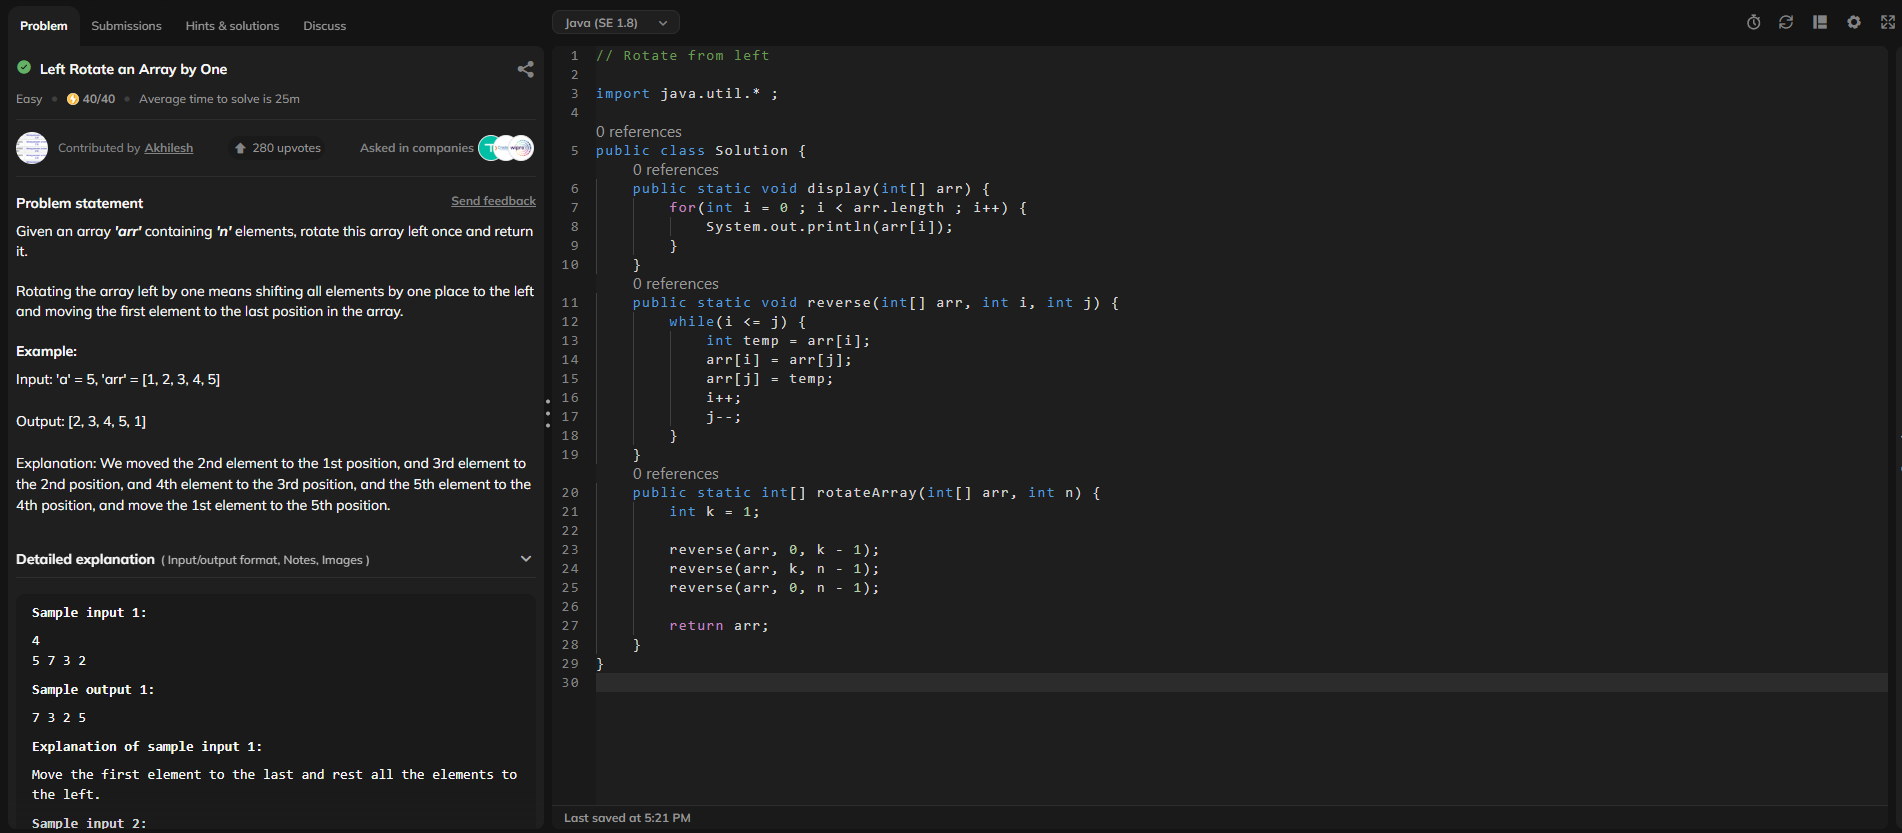 Problem
Submissions
Hints & solutions
Discuss
Left Rotate an Array by One
Easy
40/40
Average time to solve is 25m
Contributed by Akhilesh
280 upvotes
Asked in companies
Problem statement
Send feedback
Given an array 'arr' containing 'n' elements, rotate this array left once and return
it.
Rotating the array left by one means shifting all elements by one place to the left
and moving the first element to the last position in the array.
Example:
Input: 'a' = 5, 'arr' = [1, 2, 3, 4, 5]
Output: [2, 3, 4, 5, 1]
Explanation: We moved the 2nd element to the 1st position, and 3rd element to
the 2nd position, and 4th element to the 3rd position, and the 5th element to the
4th position, and move the 1st element to the 5th position.
Detailed explanation ( Input/output format, Notes, Images )
Sample input 1:
4
5 7 3 2
Sample output 1:
7 3 2 5
Explanation of sample input 1:
Move the first element to the last and rest all the elements to
the left.
Sample input 2:
Java (SE 1.8)
1 // Rotate from left
2
3 import java.util.* ;
4
0 references
5 public class Solution {
0 references
6 public static void display(int[] arr) {
7 for(int i = 0 ; i < arr.length ; i++) {
8 System.out.println(arr[i]);
9 }
10 }
0 references
11 public static void reverse(int[] arr, int i, int j) {
12 while(i <= j) {
13 int temp = arr[i];
14 arr[i] = arr[j];
15 arr[j] = temp;
16 i++;
17 j--;
18 }
19 }
0 references
20 public static int[] rotateArray(int[] arr, int n) {
21 int k = 1;
22
23 reverse(arr, 0, k - 1);
24 reverse(arr, k, n - 1);
25 reverse(arr, 0, n - 1);
26
27 return arr;
28 }
29 }
30
Last saved at 5:21 PM